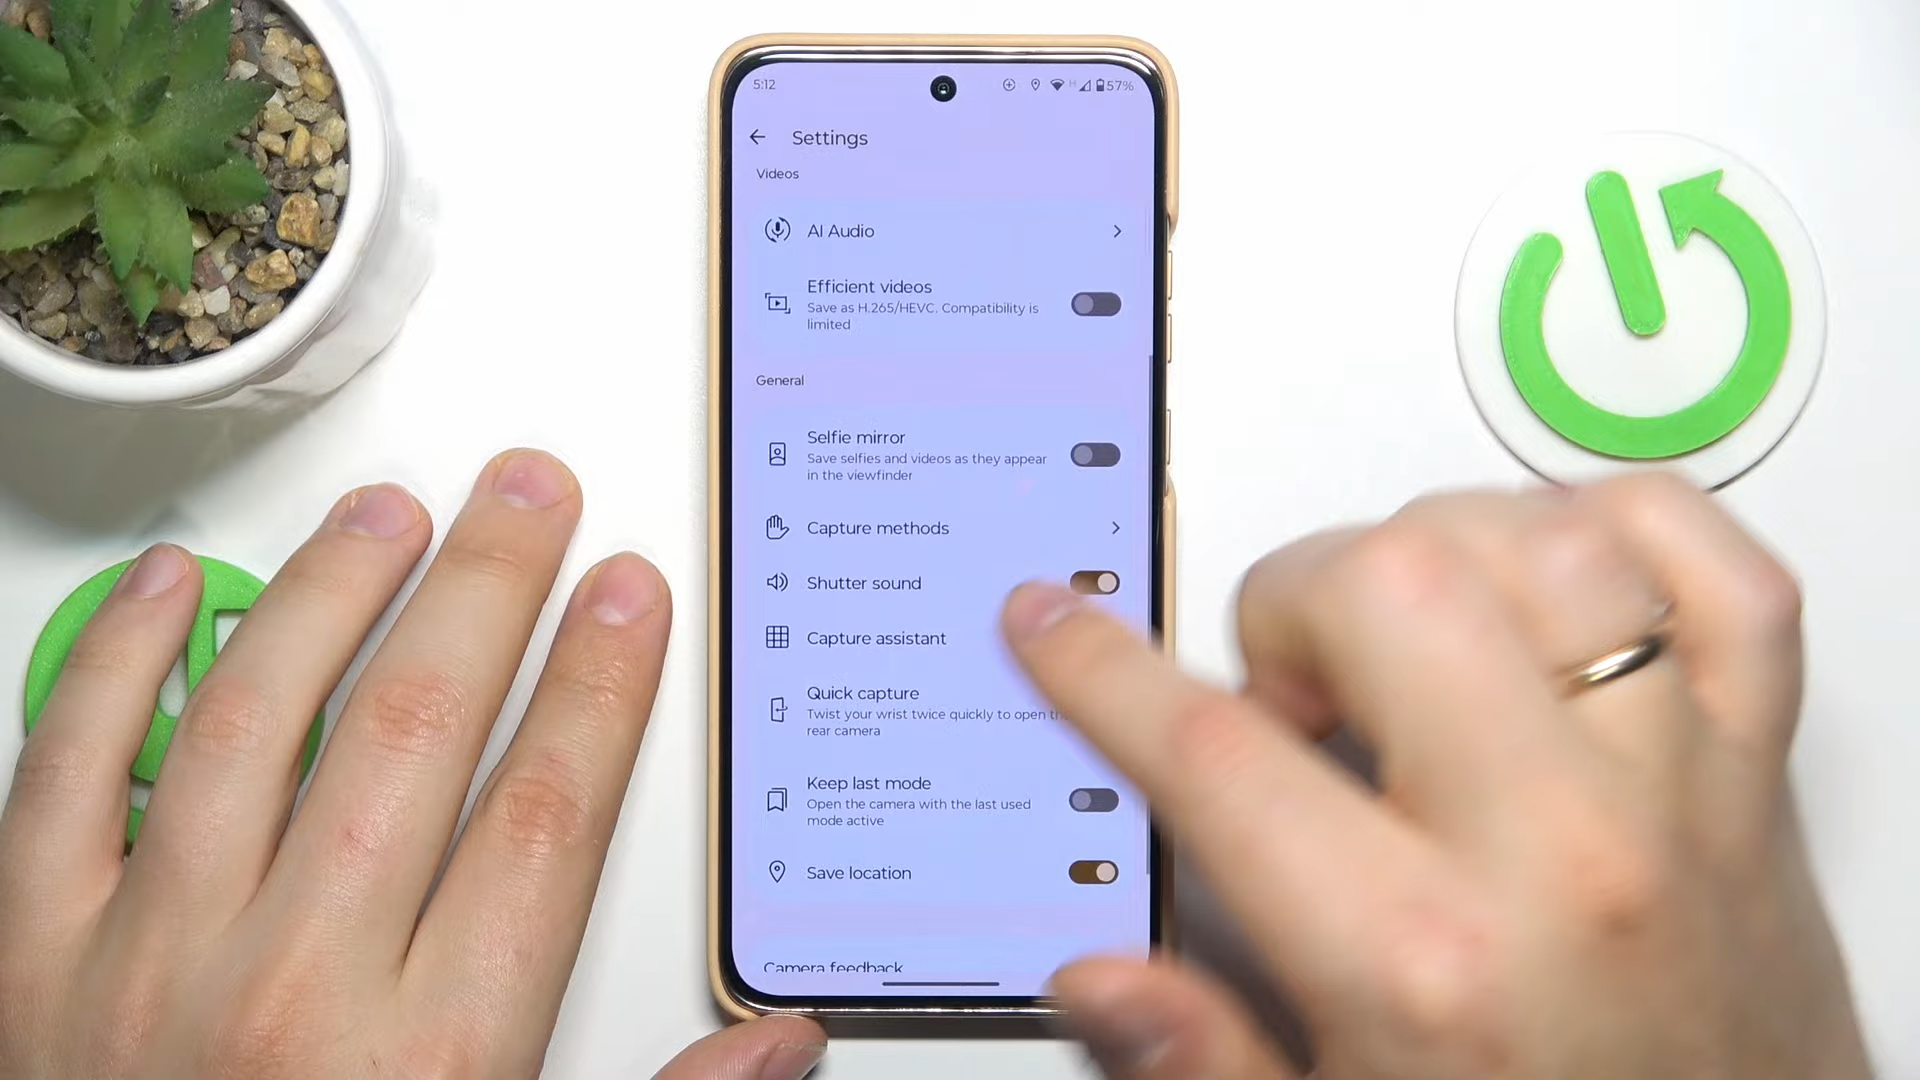 5:12
H
57%
Settings
Videos
AI Audio
Efficient videos
Save as H.265/HEVC. Compatibility is
limited
General
Selfie mirror
Save selfies and videos as they appear
in the viewfinder
Capture methods
Shutter sound
Capture assistant
Quick capture
Twist your wrist twice quickly to open
rear camera
Keep last mode
Open the camera with the last used
mode active
Save location
Camera feedback